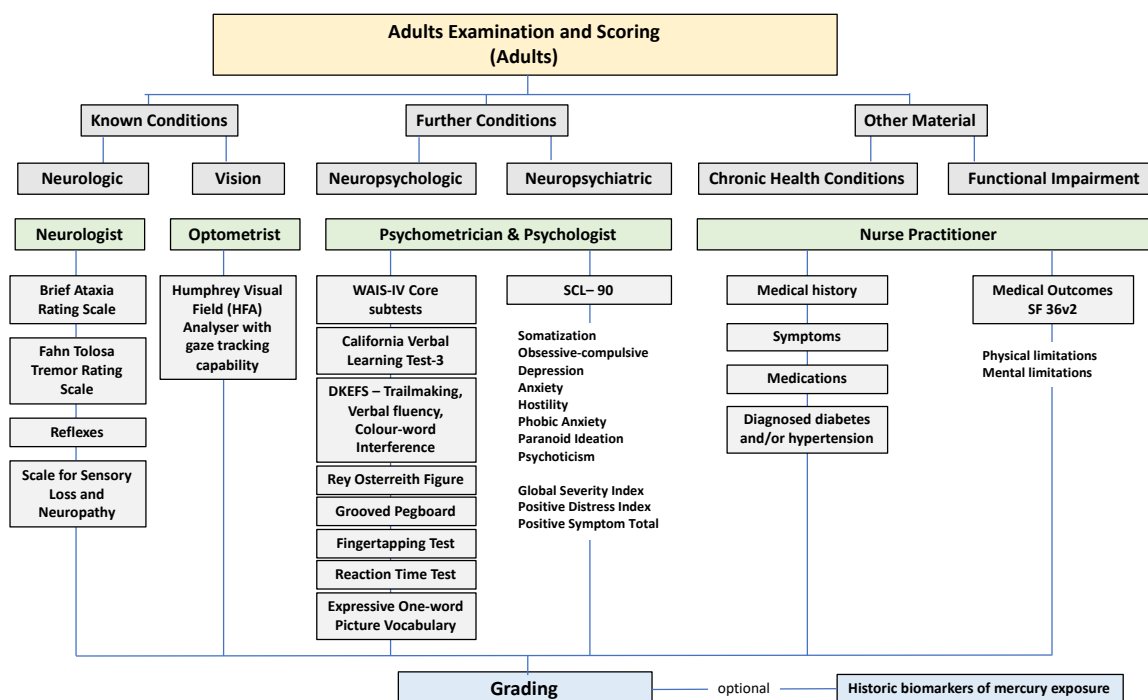 Adults Examination and Scoring
(Adults)
Known Conditions
Further Conditions
Other Material
Neurologic
Vision
Neuropsychologic
Neuropsychiatric
Chronic Health Conditions
Functional Impairment
Neurologist
Optometrist
Psychometrician & Psychologist
Nurse Practitioner
Brief Ataxia
Rating Scale
Fahn Tolosa
Tremor Rating
Scale
Reflexes
Scale for Sensory
Loss and
Neuropathy
Humphrey Visual
Field (HFA)
Analyser with
gaze tracking
capability
WAIS-IV Core
subtests
California Verbal
Learning Test-3
DKEFS – Trailmaking,
Verbal fluency,
Colour-word
Interference
Rey Osterreith Figure
Grooved Pegboard
Fingertapping Test
Reaction Time Test
Expressive One-word
Picture Vocabulary
SCL– 90
Somatization
Obsessive-compulsive
Depression
Anxiety
Hostility
Phobic Anxiety
Paranoid Ideation
Psychoticism
Global Severity Index
Positive Distress Index
Positive Symptom Total
Medical history
Symptoms
Medications
Diagnosed diabetes
and/or hypertension
Medical Outcomes
SF 36v2
Physical limitations
Mental limitations
Grading
optional
Historic biomarkers of mercury exposure